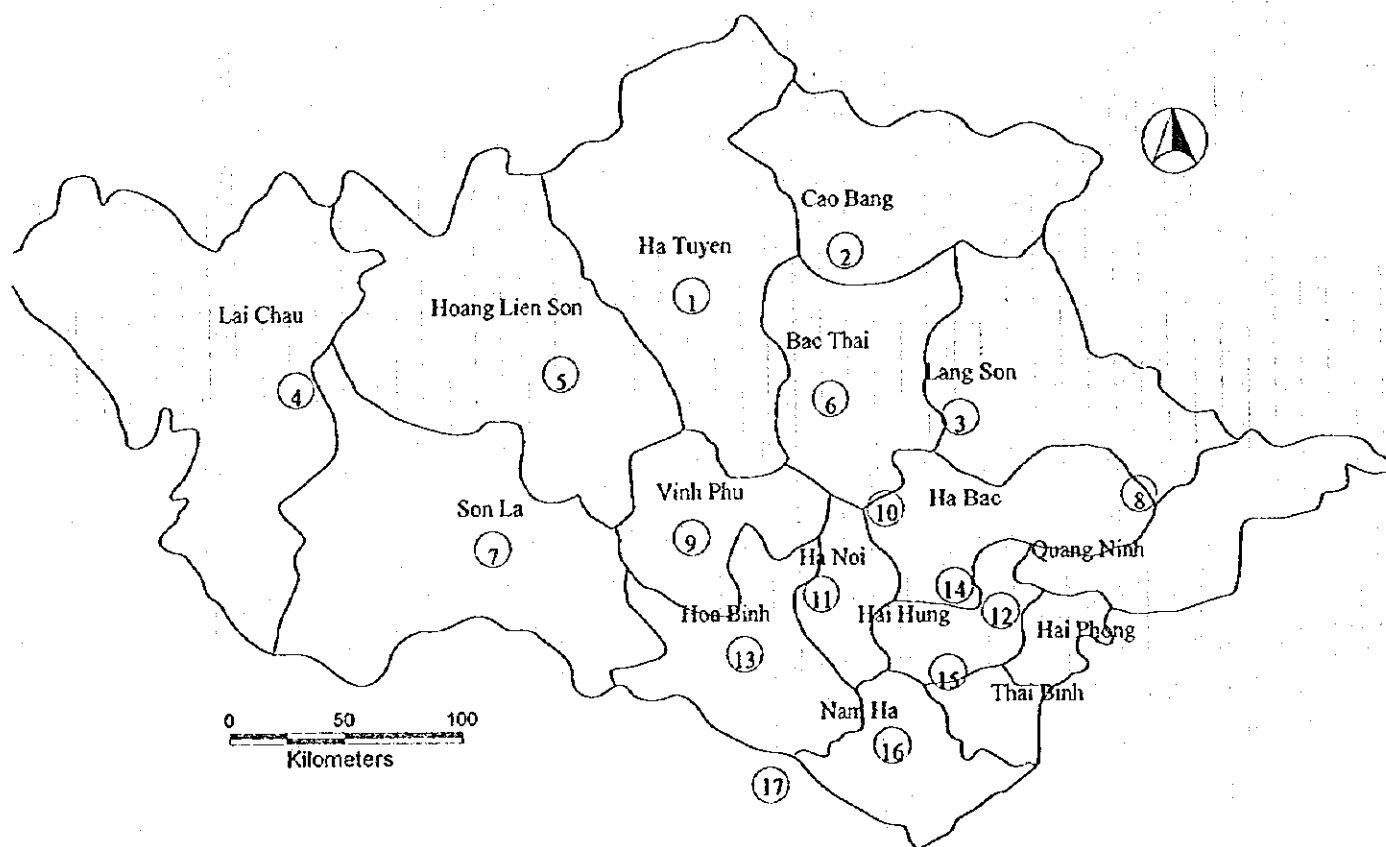 Cao Bang
2
Ha Tuyen
1
Hoang Lien Son
5
Lai Chau
4
Bac Thai
6
Lang Son
3
Son La
7
Vinh Phu
9
10
Ha Bac
8
Ha Noi
11
Quang Ninh
14
12
Hoa Binh
13
Hai Hung
Hai Phong
15
Thai Binh
Nam Ha
16
17
0 50 100
Kilometers